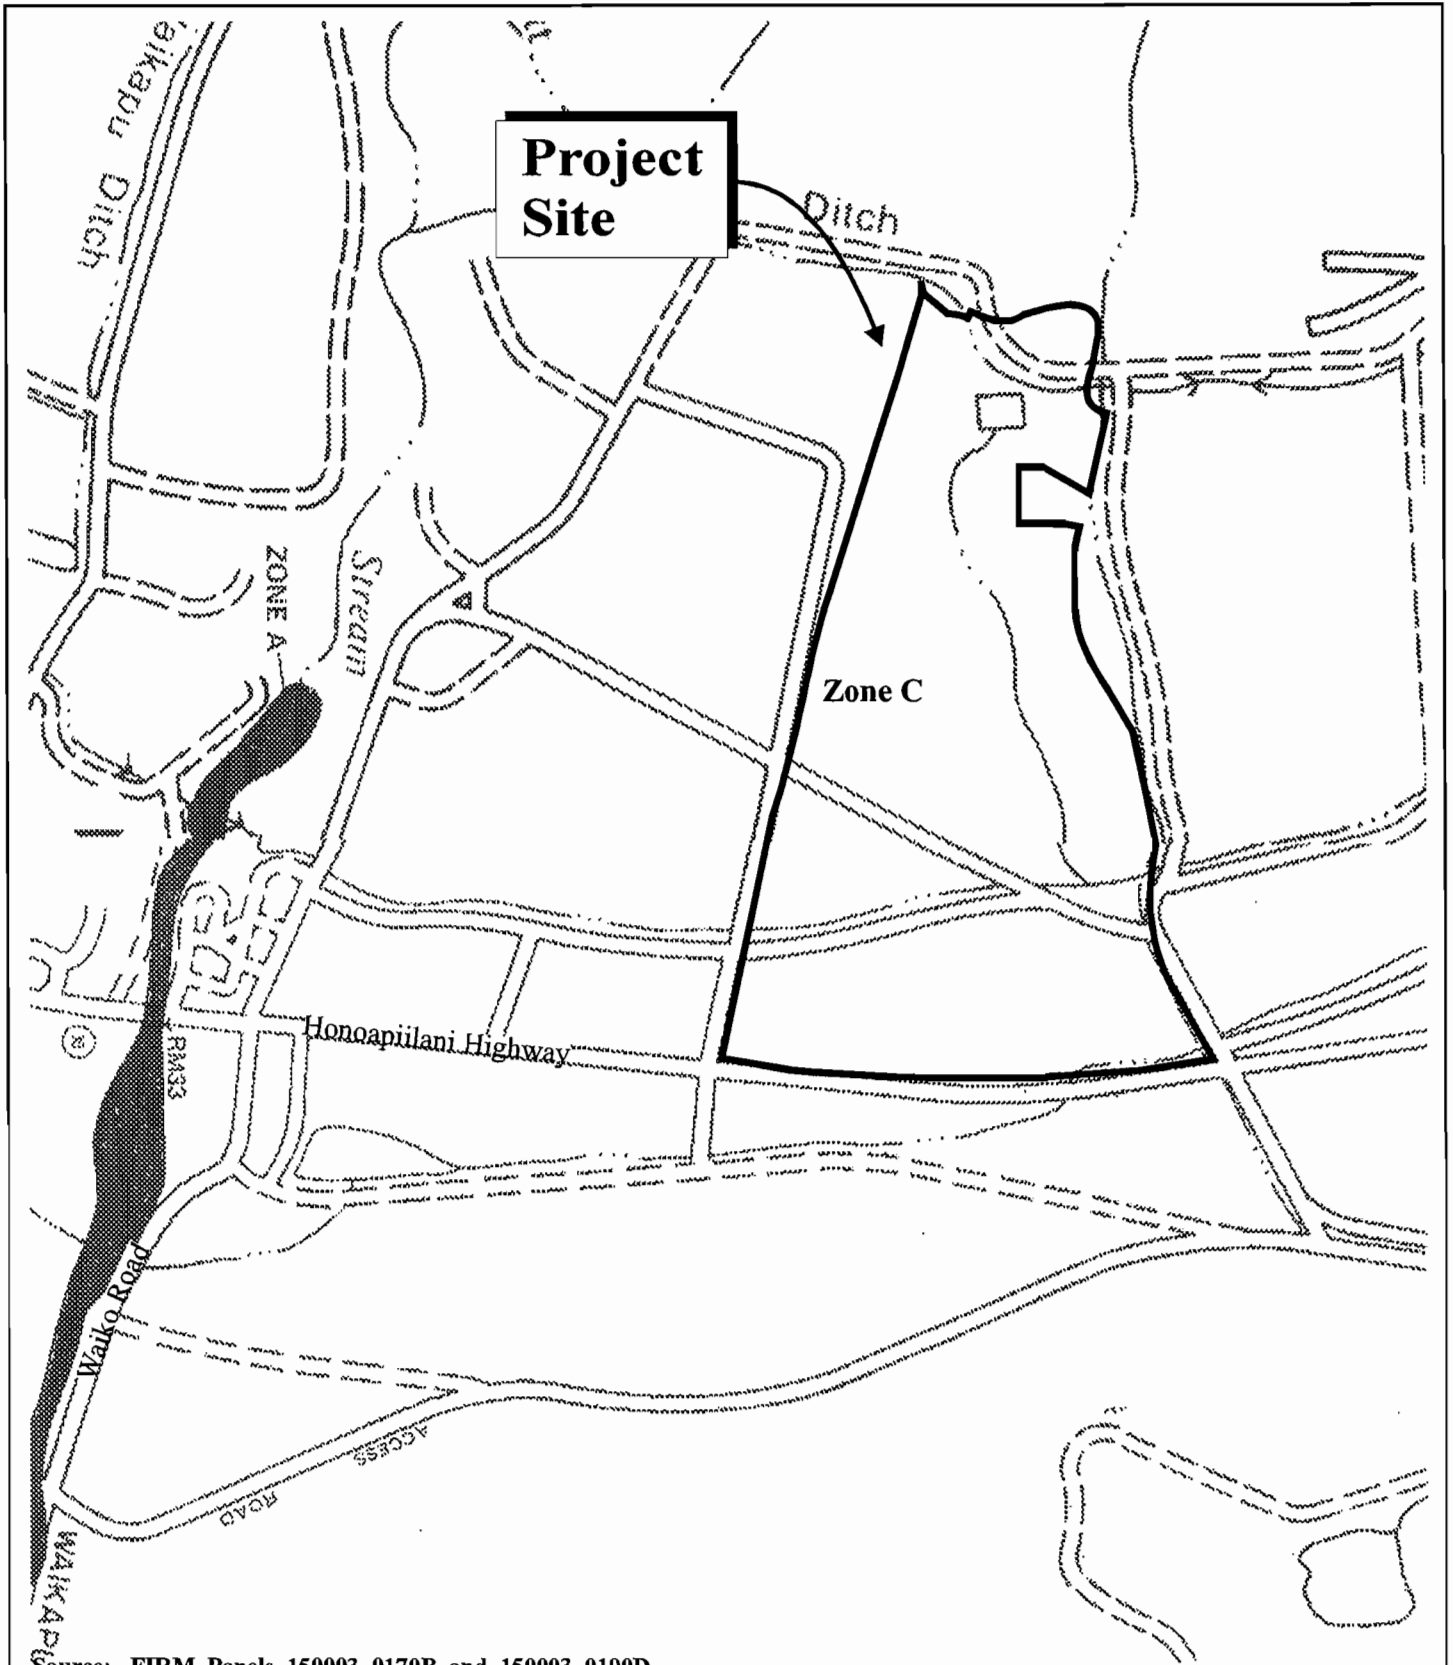 aikapu Ditch
Project
Site
Ditch
ZONE A
Stream
Zone C
Honoapiilani Highway
RM33
Waiko Road
ACCESS
ROAD
WAIKAPU
Source: FIRM Panels 150003 0170B and 150003 0190D